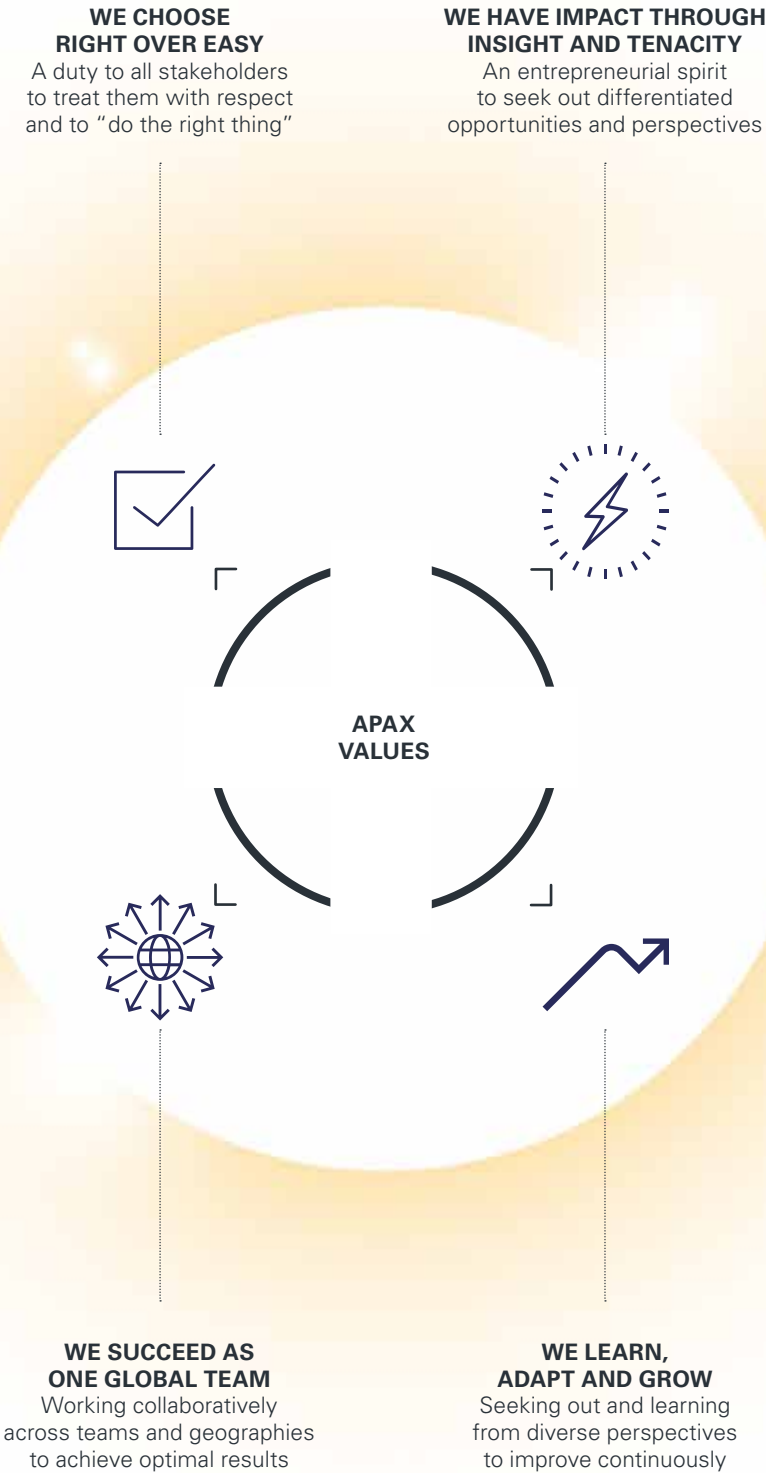 WE CHOOSE
RIGHT OVER EASY
A duty to all stakeholders
to treat them with respect
and to “do the right thing”
WE HAVE IMPACT THROUGH
INSIGHT AND TENACITY
An entrepreneurial spirit
to seek out differentiated
opportunities and perspectives
APAX
VALUES
WE SUCCEED AS
ONE GLOBAL TEAM
Working collaboratively
across teams and geographies
to achieve optimal results
WE LEARN,
ADAPT AND GROW
Seeking out and learning
from diverse perspectives
to improve continuously